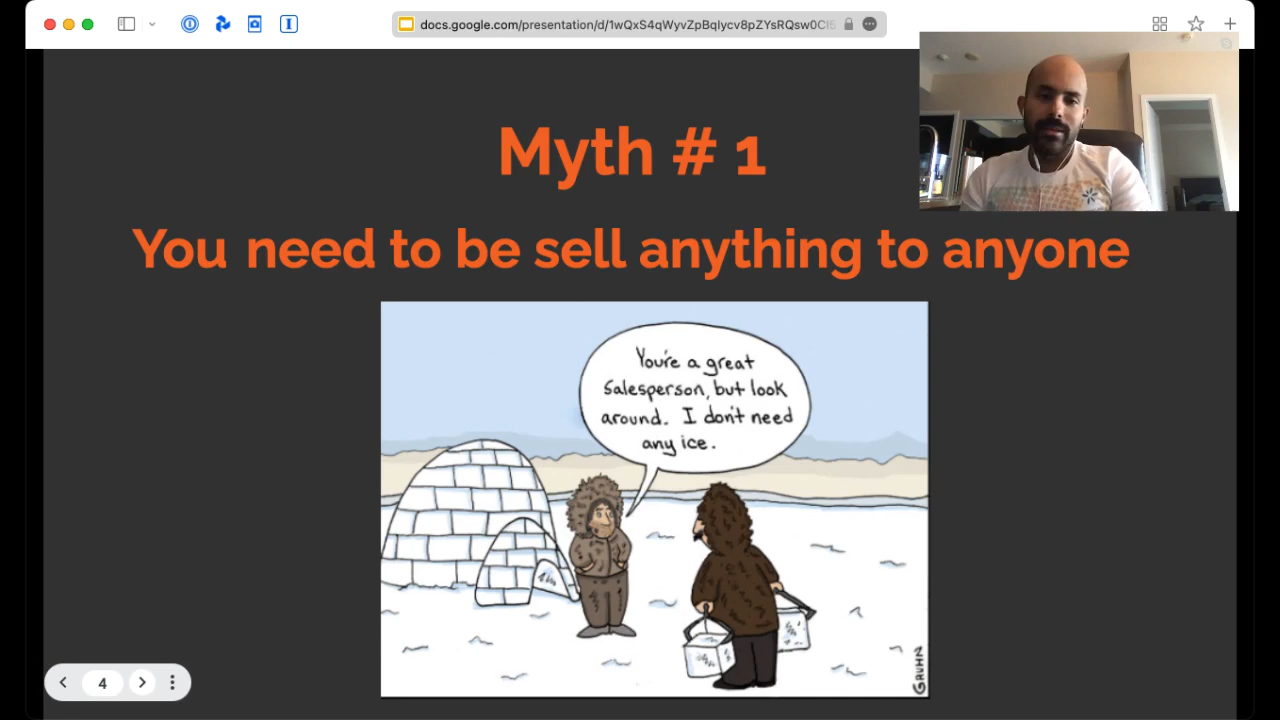 docs.google.com/presentation/d/1wQxS4qWyvZpBqlycv8pZYsRQsw0Cl5
Myth # 1
You need to be sell anything to anyone
You're a great
salesperson, but look
around. I don't need
any ice.
GRUHN
4